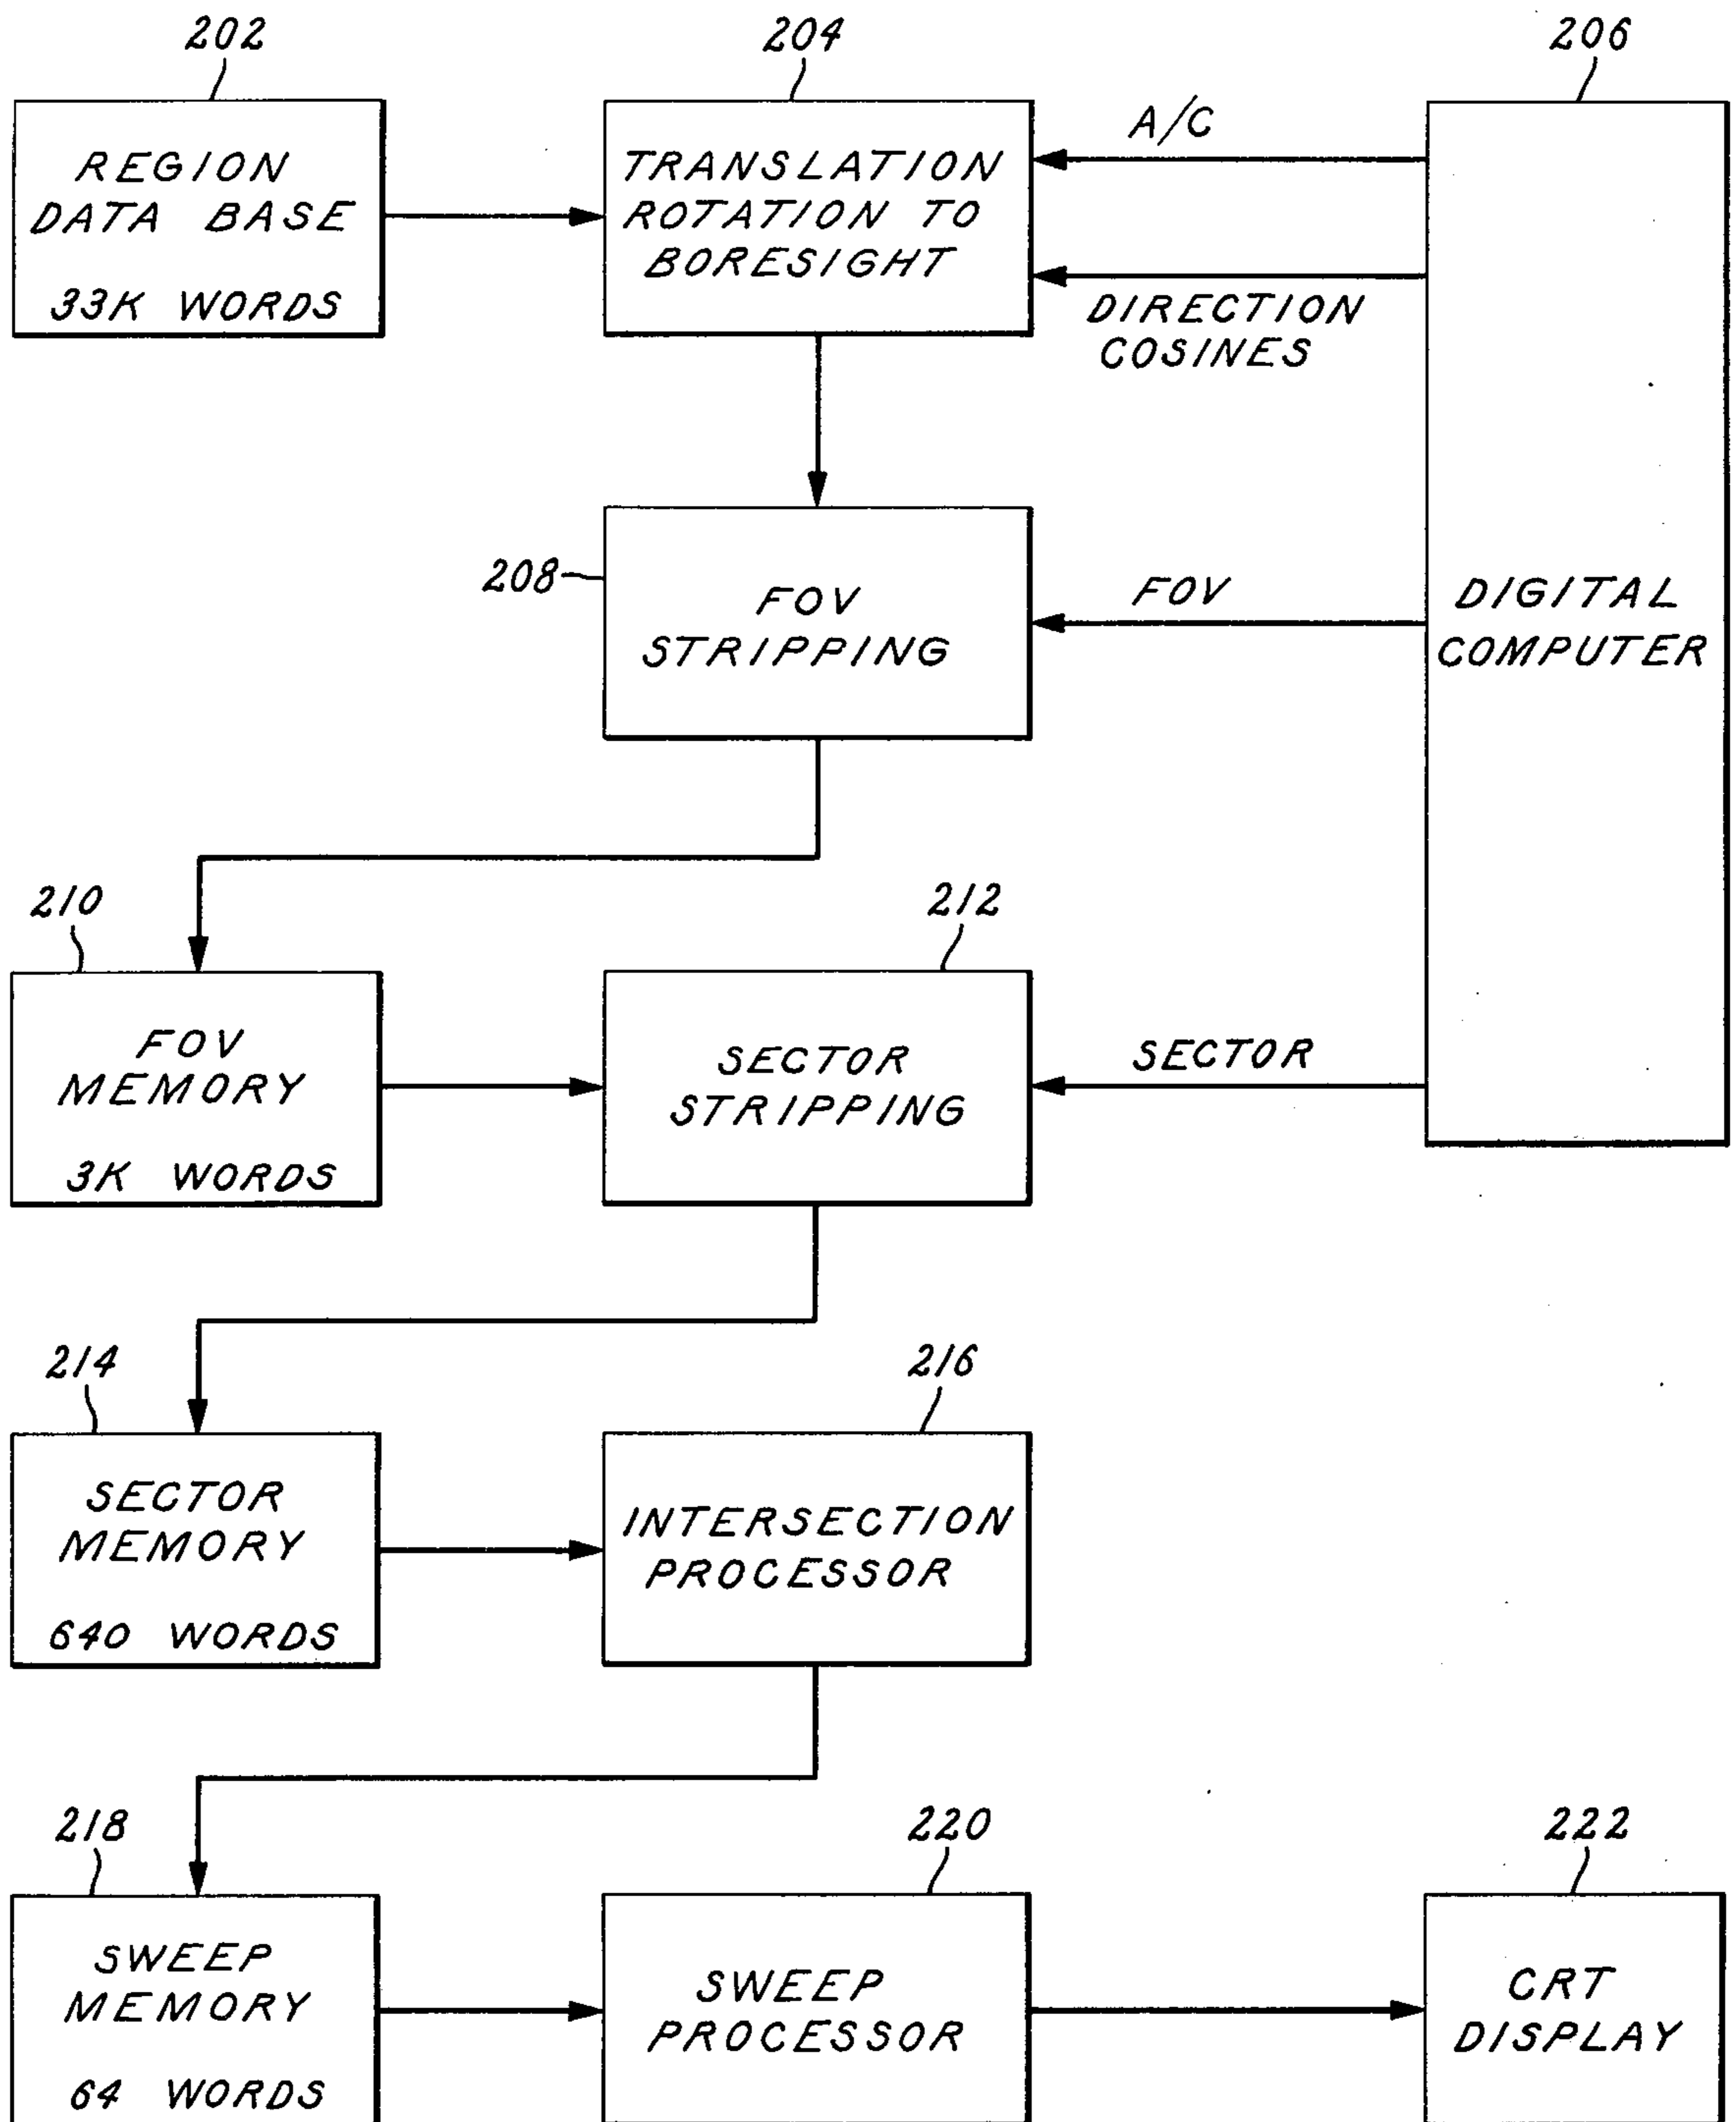 202
204
206
REGION
DATA BASE
33K WORDS
TRANSLATION
ROTATION TO
BORESIGHT
A/C
DIRECTION
COSINES
208
FOV
STRIPPING
FOV
DIGITAL
COMPUTER
210
212
FOV
MEMORY
3K WORDS
SECTOR
STRIPPING
SECTOR
214
216
SECTOR
MEMORY
640 WORDS
INTERSECTION
PROCESSOR
218
220
222
SWEEP
MEMORY
64 WORDS
SWEEP
PROCESSOR
CRT
DISPLAY